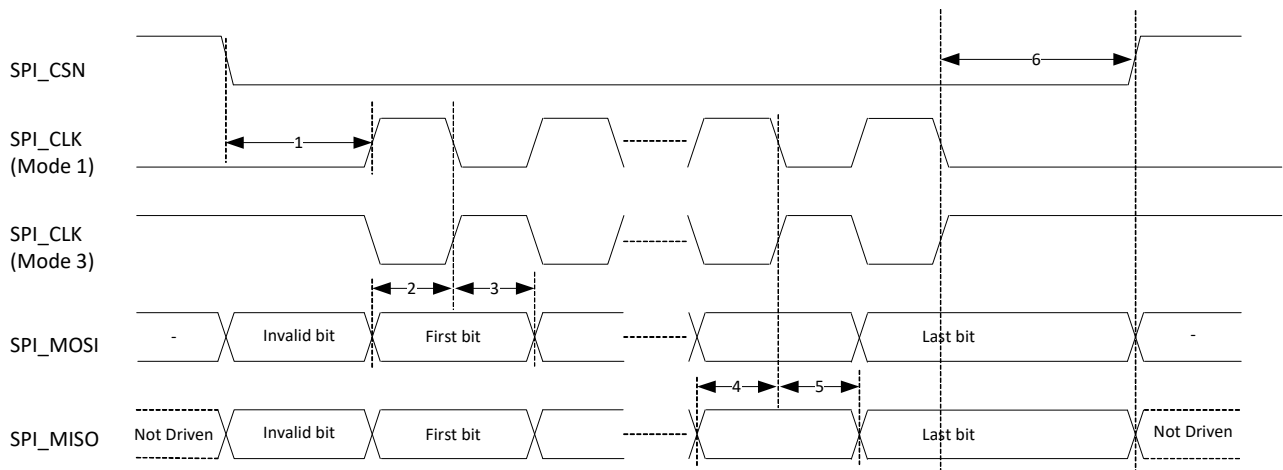 SPI_CSN
6
SPI_CLK
(Mode 1)
1
SPI_CLK
(Mode 3)
2 3
SPI_MOSI - Invalid bit First bit Last bit -
4 5
SPI_MISO Not Driven Invalid bit First bit Last bit Not Driven